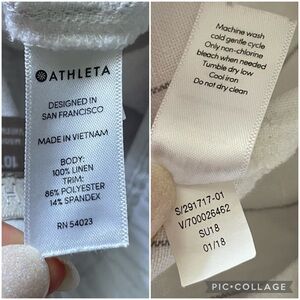 ATHLETA
DESIGNED IN
SAN FRANCISCO
MADE IN VIETNAM
BODY:
100% LINEN
TRIM:
86% POLYESTER
14% SPANDEX
RN 54023
Machine wash
cold gentle cycle
Only non-chlorine
bleach when needed
Tumble dry low
Cool iron
Do not dry clean
S/291717-01
V/700026452
SU18
01/18
PIC•COLLAGE